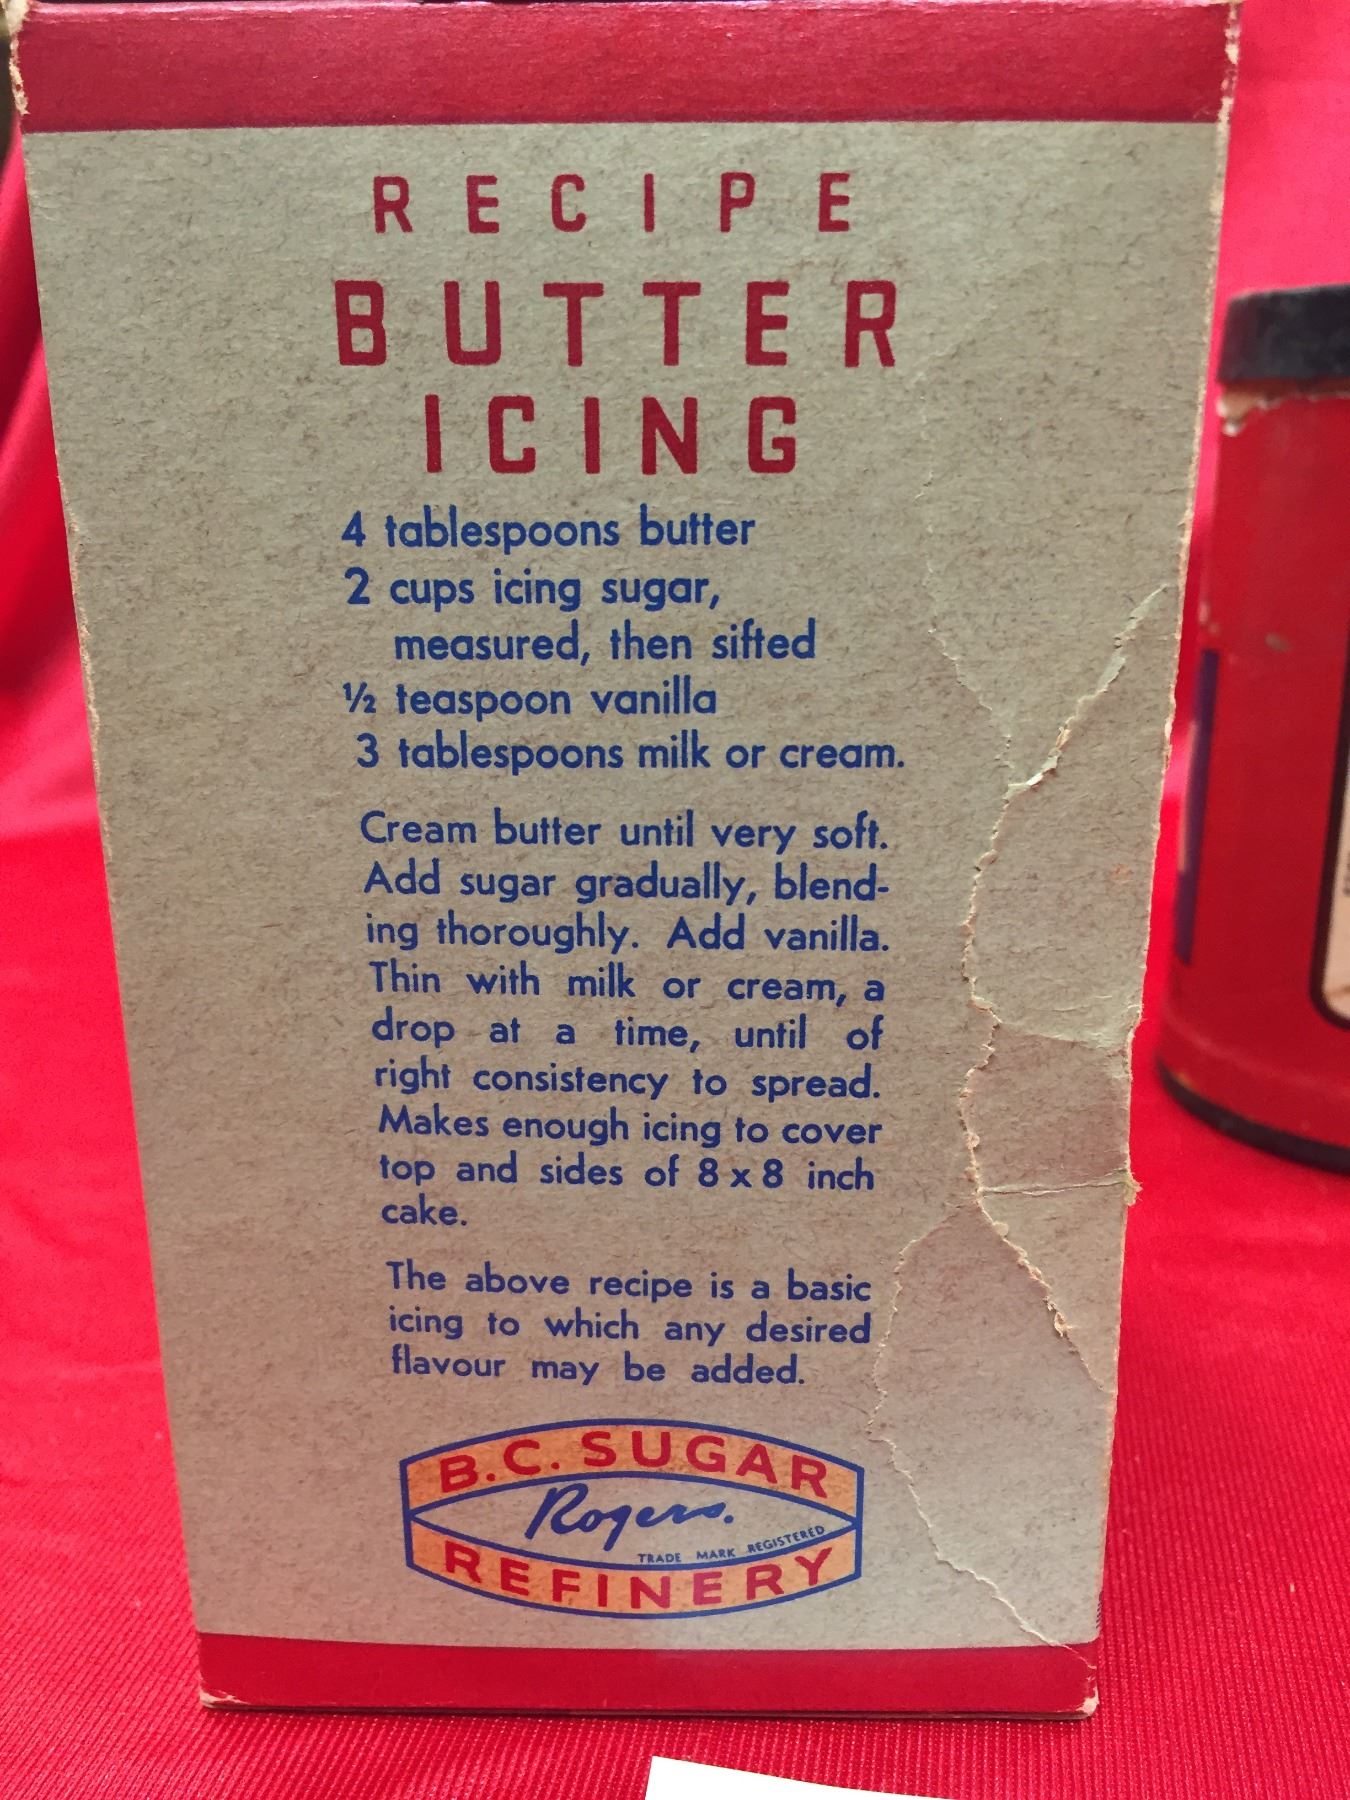 RECIPE
BUTTER
ICING
4 tablespoons butter
2 cups icing sugar,
measured, then sifted
½ teaspoon vanilla
3 tablespoons milk or cream.
Cream butter until very soft.
Add sugar gradually, blend-
ing thoroughly. Add vanilla.
Thin with milk or cream, a
drop at a time, until of
right consistency to spread.
Makes enough icing to cover
top and sides of 8 x 8 inch
cake.
The above recipe is a basic
icing to which any desired
flavour may be added.
B.C. SUGAR
Rogers.
TRADE MARK REGISTERED
REFINERY